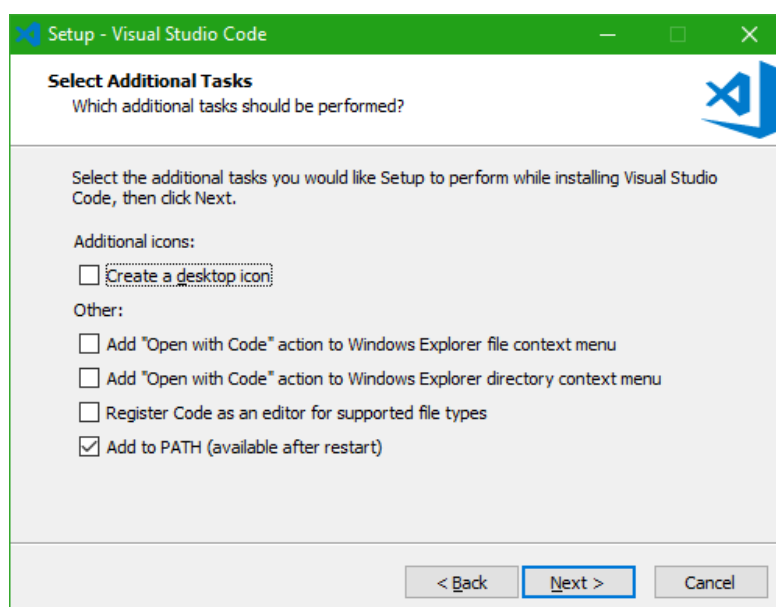 Setup - Visual Studio Code
Select Additional Tasks
Which additional tasks should be performed?
Select the additional tasks you would like Setup to perform while installing Visual Studio
Code, then click Next.
Additional icons:
Create a desktop icon
Other:
Add "Open with Code" action to Windows Explorer file context menu
Add "Open with Code" action to Windows Explorer directory context menu
Register Code as an editor for supported file types
Add to PATH (available after restart)
< Back Next > Cancel